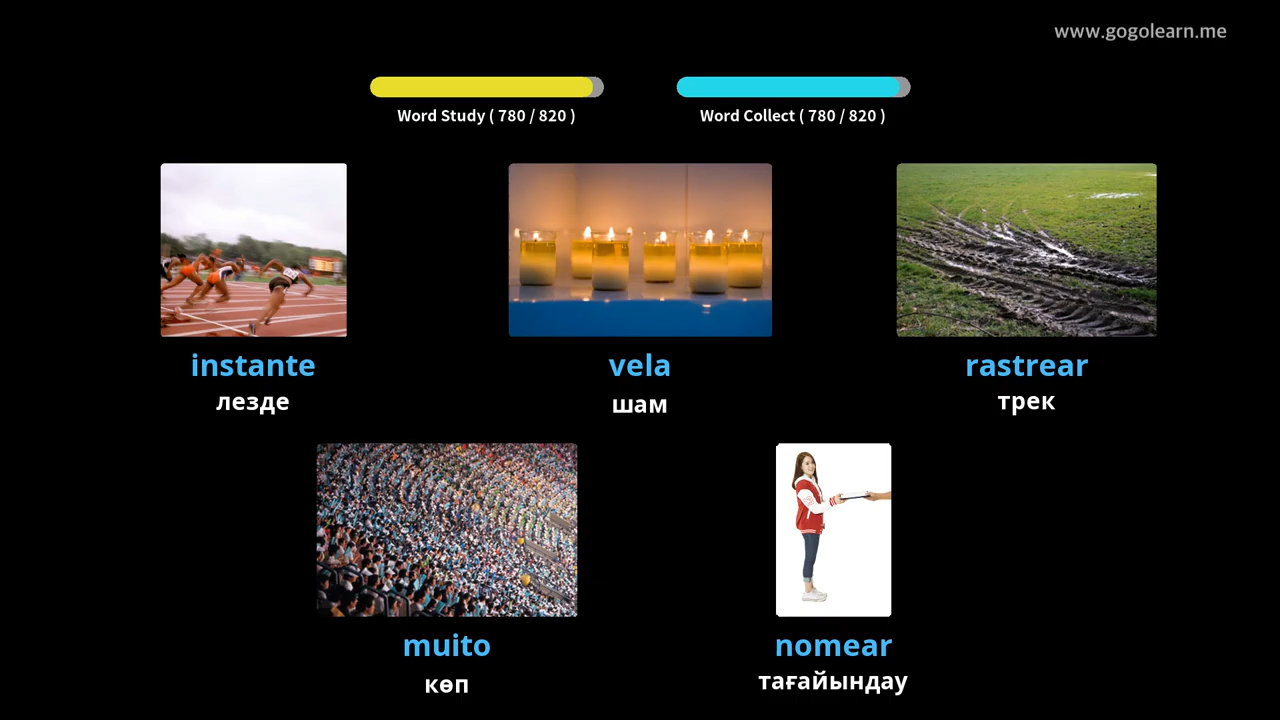 www.gogolearn.me
Word Study ( 780 / 820 )
Word Collect ( 780 / 820 )
instante
лезде
vela
шам
rastrear
трек
muito
көп
nomear
тағайындау